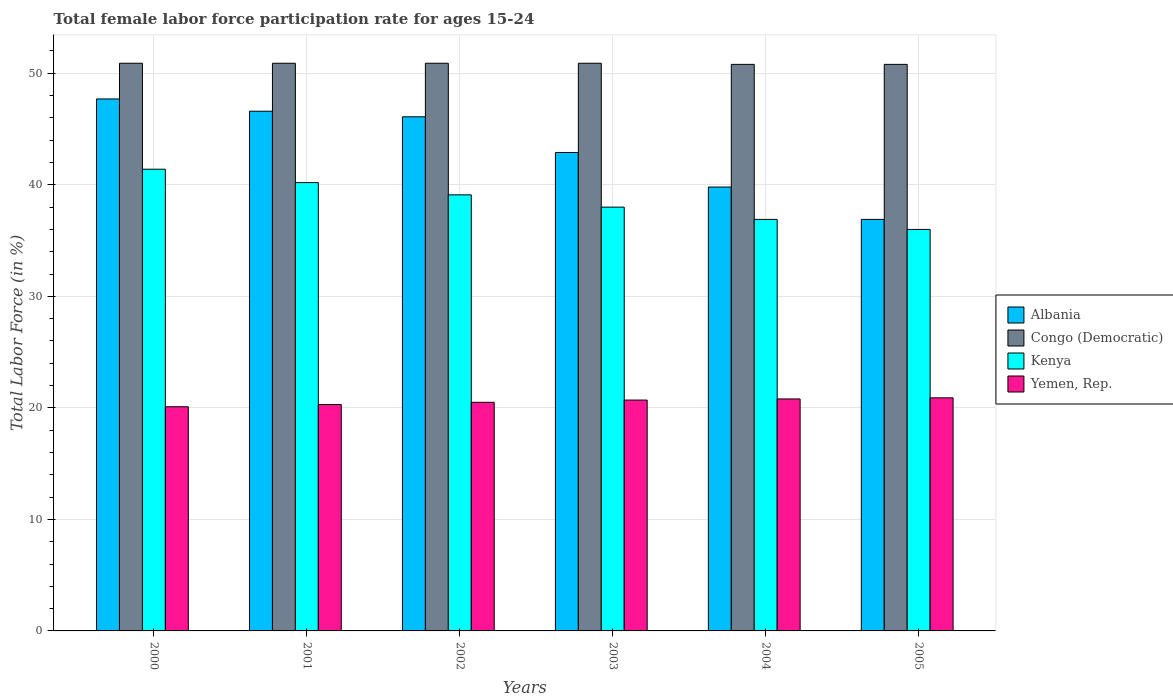 Total female labor force participation rate for ages 15-24
Total Labor Force (in %)
50
40
30
20
10
0
2000
2001
2002
2003
2004
2005
Years
Albania
Congo (Democratic)
Kenya
Yemen, Rep.